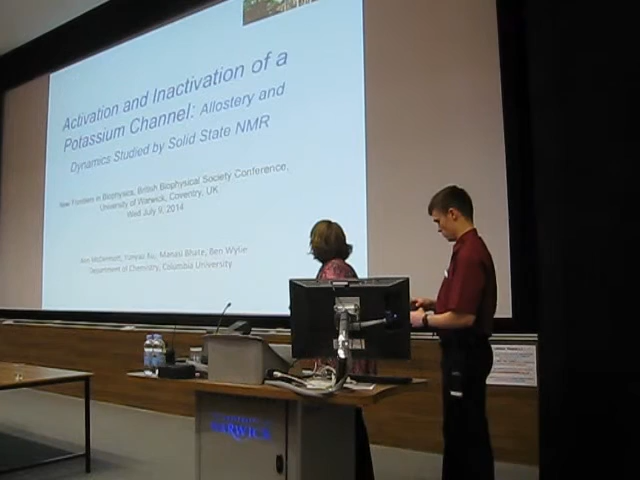 Activation and Inactivation of a
Potassium Channel: Allostery and
Dynamics Studied by Solid State NMR
New Frontiers in Biophysics, British Biophysical Society Conference,
University of Warwick, Coventry, UK
Wed July 9, 2014
Ann McDermott, Yunyao Xu, Manasi Bhate, Ben Wylie
Department of Chemistry, Columbia University
WARWICK